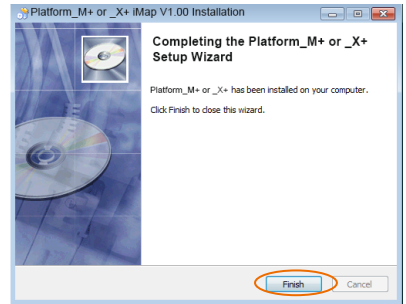 Platform_M+ or _X+ iMap V1.00 Installation
Completing the Platform_M+ or _X+
Setup Wizard
Platform_M+ or _X+ has been installed on your computer.
Click Finish to close this wizard.
Finish
Cancel